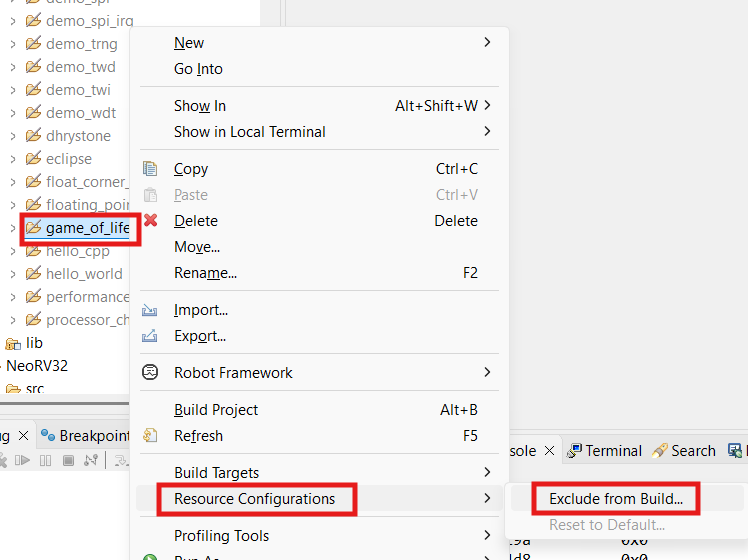 demo_spi
demo_spi_irq
demo_trng
demo_twd
demo_twi
demo_wdt
dhrystone
eclipse
float_corner_
floating_poin
game_of_life
hello_cpp
hello_world
performance
processor_ch
lib
NeoRV32
src
New
Go Into
Show In Alt+Shift+W
Show in Local Terminal
Copy Ctrl+C
Paste Ctrl+V
Delete Delete
Move...
Rename... F2
Import...
Export...
Robot Framework
Build Project Alt+B
Refresh F5
Build Targets
Resource Configurations
Profiling Tools
Run As
Exclude from Build...
Reset to Default...
ug Breakpoint
sole Terminal Search
0x0
0x0